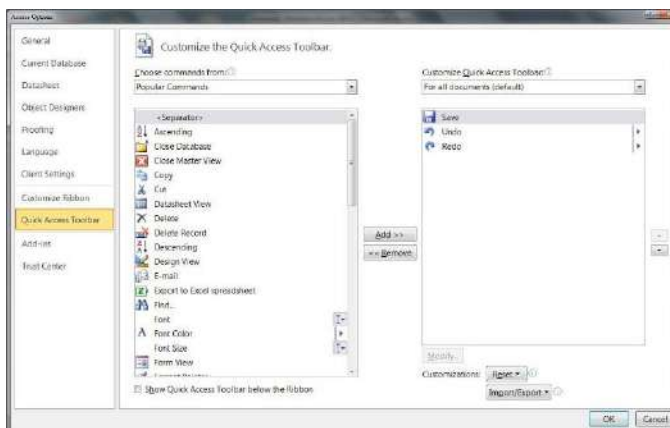 Access Options
General
Current Database
Datasheet
Object Designers
Proofing
Language
Client Settings
Customize Ribbon
Quick Access Toolbar
Add-ins
Trust Center
Customize the Quick Access Toolbar.
Choose commands from:
Popular Commands
<Separator>
Ascending
Close Database
Close Master View
Copy
Cut
Datasheet View
Delete
Delete Record
Descending
Design View
E-mail
Export to Excel spreadsheet
Find...
Font
Font Color
Font Size
Form View
Format Painter
Show Quick Access Toolbar below the Ribbon
Add >>
<< Remove
Customize Quick Access Toolbar:
For all documents (default)
Save
Undo
Redo
Modify...
Customizations: Reset
Import/Export
OK Cancel